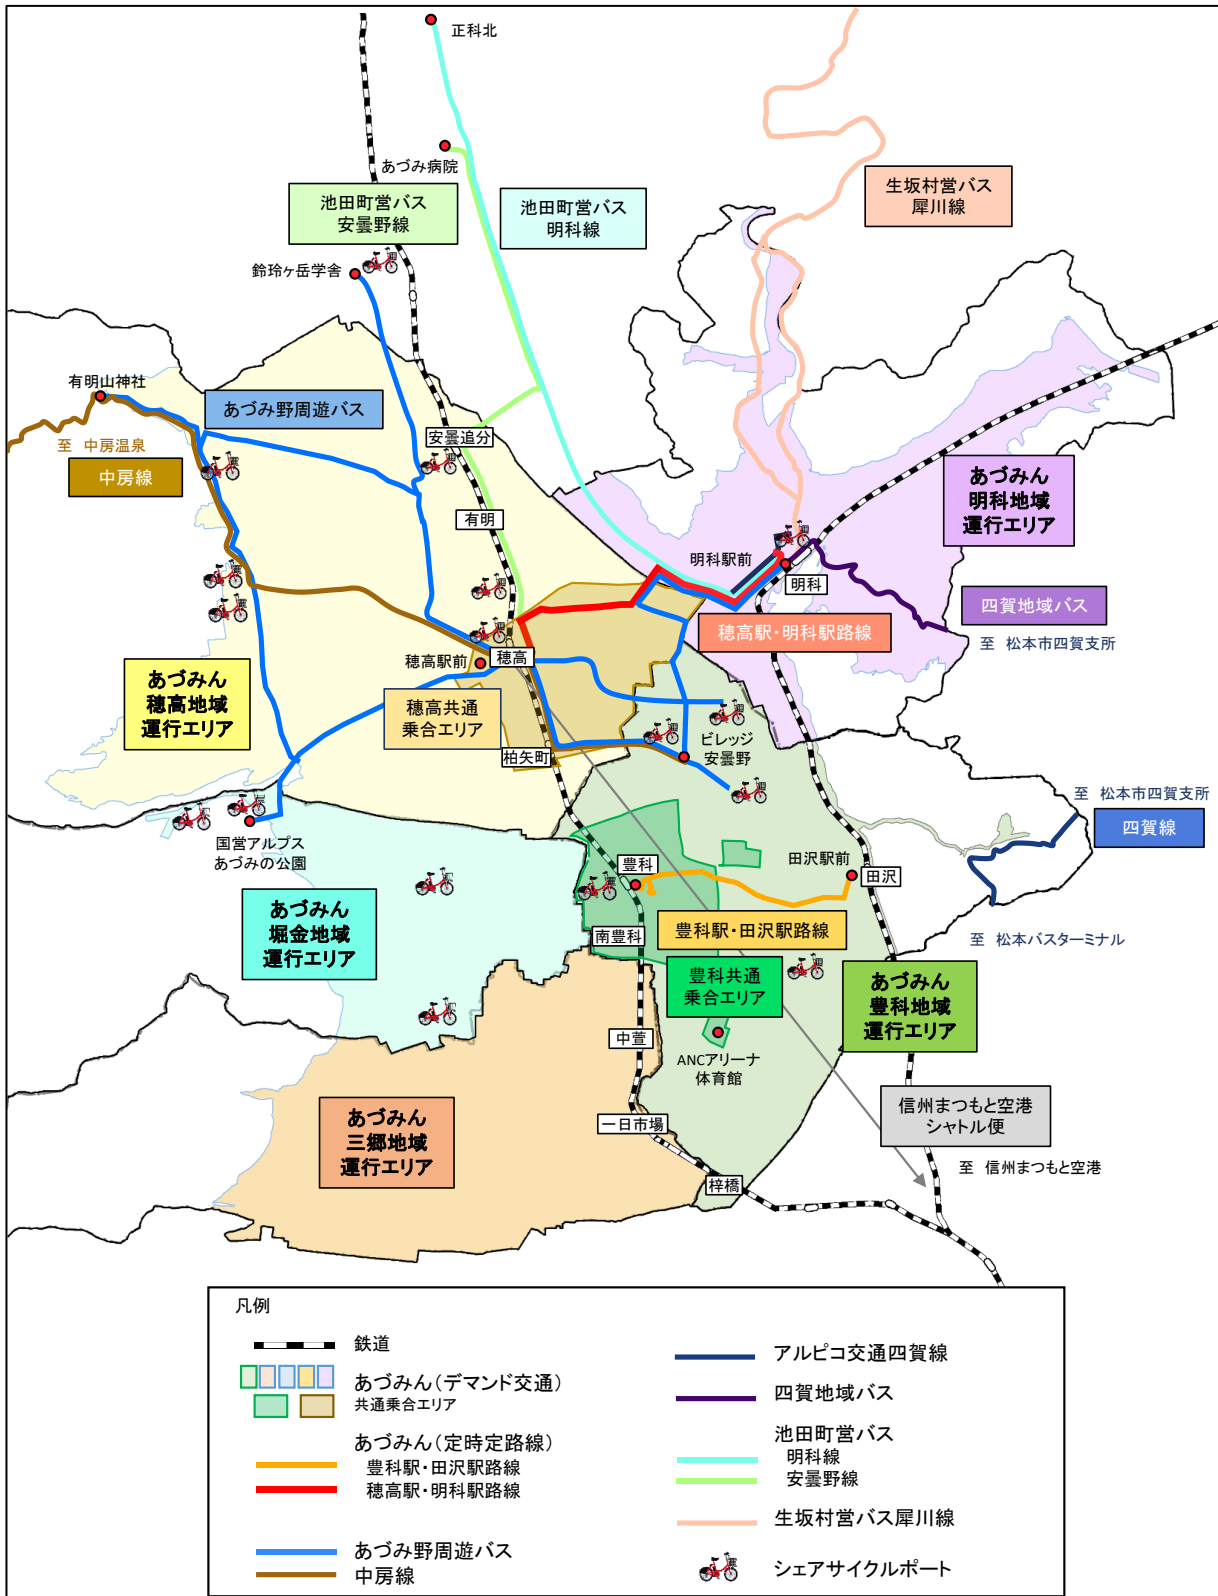 正科北
あづみ病院
池田町営バス
安曇野線
池田町営バス
明科線
生坂村営バス
犀川線
鈴玲ヶ岳学舎
有明山神社
あづみ野周遊バス
至 中房温泉
中房線
安曇追分
有明
あづみん
明科地域
運行エリア
明科駅前
明科
四賀地域バス
至 松本市四賀支所
穂高駅・明科駅路線
穂高駅前
穂高
あづみん
穂高地域
運行エリア
穂高共通
乗合エリア
柏矢町
ビレッジ
安曇野
至 松本市四賀支所
四賀線
国営アルプス
あづみの公園
豊科
田沢駅前
田沢
あづみん
堀金地域
運行エリア
南豊科
豊科駅・田沢駅路線
至 松本バスターミナル
豊科共通
乗合エリア
あづみん
豊科地域
運行エリア
中萱
ANCアリーナ
体育館
あづみん
三郷地域
運行エリア
一日市場
信州まつもと空港
シャトル便
至 信州まつもと空港
梓橋
凡例
鉄道
あづみん(デマンド交通)
共通乗合エリア
あづみん(定時定路線)
豊科駅・田沢駅路線
穂高駅・明科駅路線
あづみ野周遊バス
中房線
アルピコ交通四賀線
四賀地域バス
池田町営バス
明科線
安曇野線
生坂村営バス犀川線
シェアサイクルポート